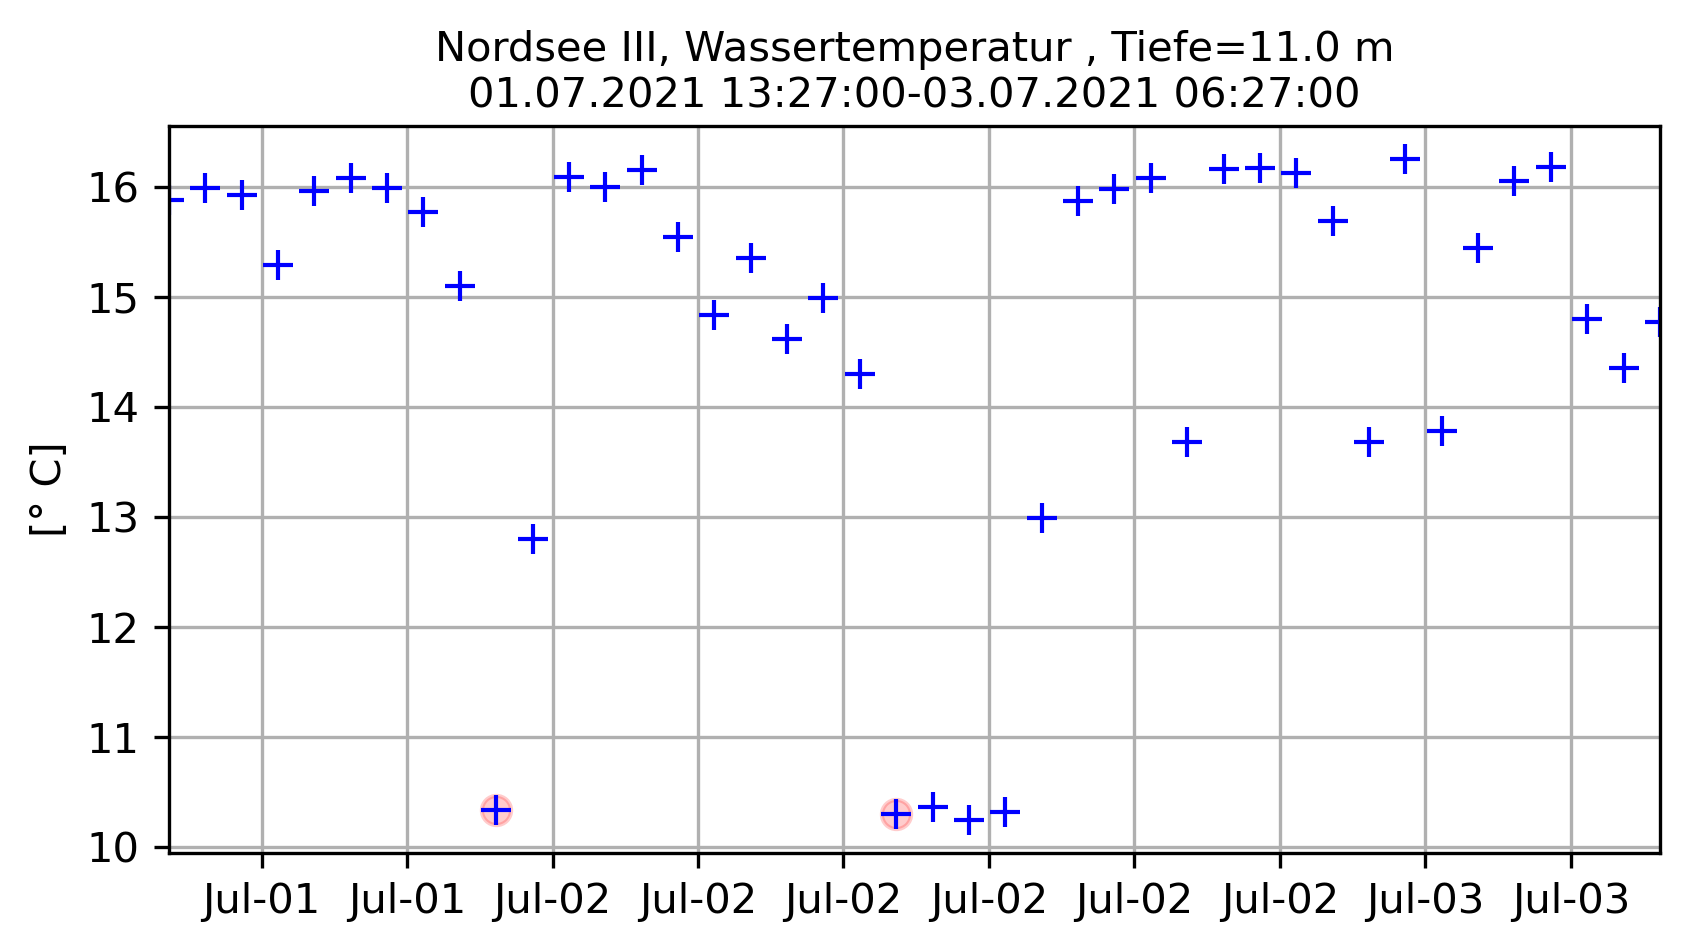 Nordsee III, Wassertemperatur , Tiefe=11.0 m
01.07.2021 13:27:00-03.07.2021 06:27:00
[° C]
16
15
14
13
12
11
10
Jul-01 Jul-01 Jul-02 Jul-02 Jul-02 Jul-02 Jul-02 Jul-02 Jul-03 Jul-03